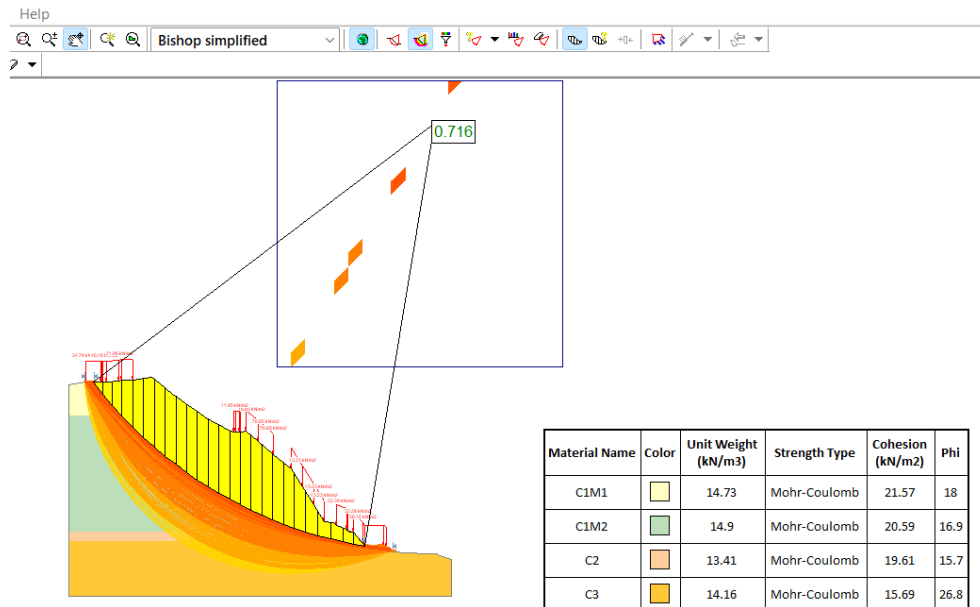 Help
Bishop simplified
0.716
Material Name Color Unit Weight (kN/m3) Strength Type Cohesion (kN/m2) Phi
C1M1 14.73 Mohr-Coulomb 21.57 18
C1M2 14.9 Mohr-Coulomb 20.59 16.9
C2 13.41 Mohr-Coulomb 19.61 15.7
C3 14.16 Mohr-Coulomb 15.69 26.8